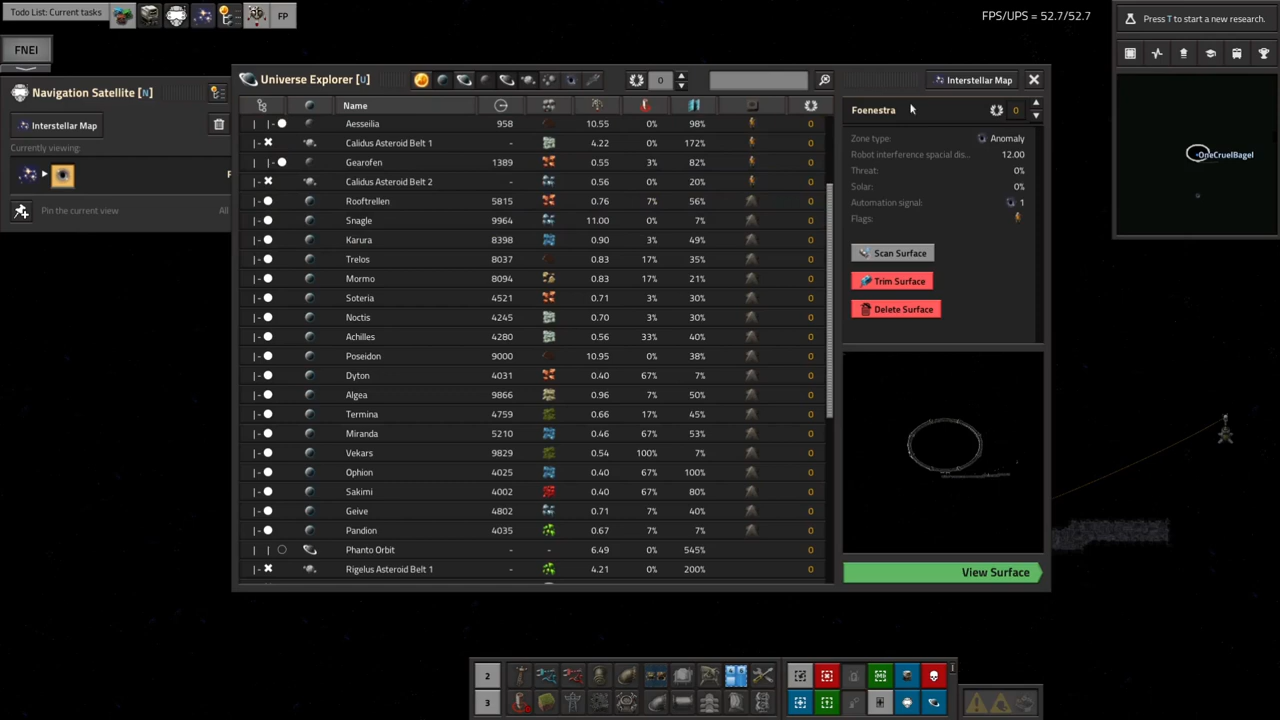 Todo List: Current tasks
FP
FPS/UPS = 52.7/52.7
Press T to start a new research.
FNEI
Navigation Satellite [N]
Interstellar Map
Currently viewing:
Pin the current view
All
Universe Explorer [U]
0
Interstellar Map
Name
Aesseilia 958 10.55 0% 98%
Calidus Asteroid Belt 1 - 4.22 0% 172% 0
Gearofen 1389 0.55 3% 82% 0
Calidus Asteroid Belt 2 - 0.56 0% 20% 0
Rooftrellen 5815 0.76 7% 56% 0
Snagle 9964 11.00 0% 7% 0
Karura 8398 0.90 3% 49% 0
Trelos 8037 0.83 17% 35% 0
Mormo 8094 0.83 17% 21% 0
Soteria 4521 0.71 3% 30% 0
Noctis 4245 0.70 3% 30% 0
Achilles 4280 0.56 33% 40% 0
Poseidon 9000 10.95 0% 38% 0
Dyton 4031 0.40 67% 7% 0
Algea 9866 0.96 7% 50% 0
Termina 4759 0.66 17% 45% 0
Miranda 5210 0.46 67% 53% 0
Vekars 9829 0.54 100% 7% 0
Ophion 4025 0.40 67% 100% 0
Sakimi 4002 0.40 67% 80% 0
Geive 4802 0.71 7% 40% 0
Pandion 4035 0.67 7% 7% 0
Phanto Orbit - - 6.49 0% 545% 0
Rigelus Asteroid Belt 1 - 4.21 0% 200% 0
Foenestra 0
Zone type: Anomaly
Robot interference spacial dis... 12.00
Threat: 0%
Solar: 0%
Automation signal: 1
Flags:
Scan Surface
Trim Surface
Delete Surface
View Surface
OneCruelBagel
2
3